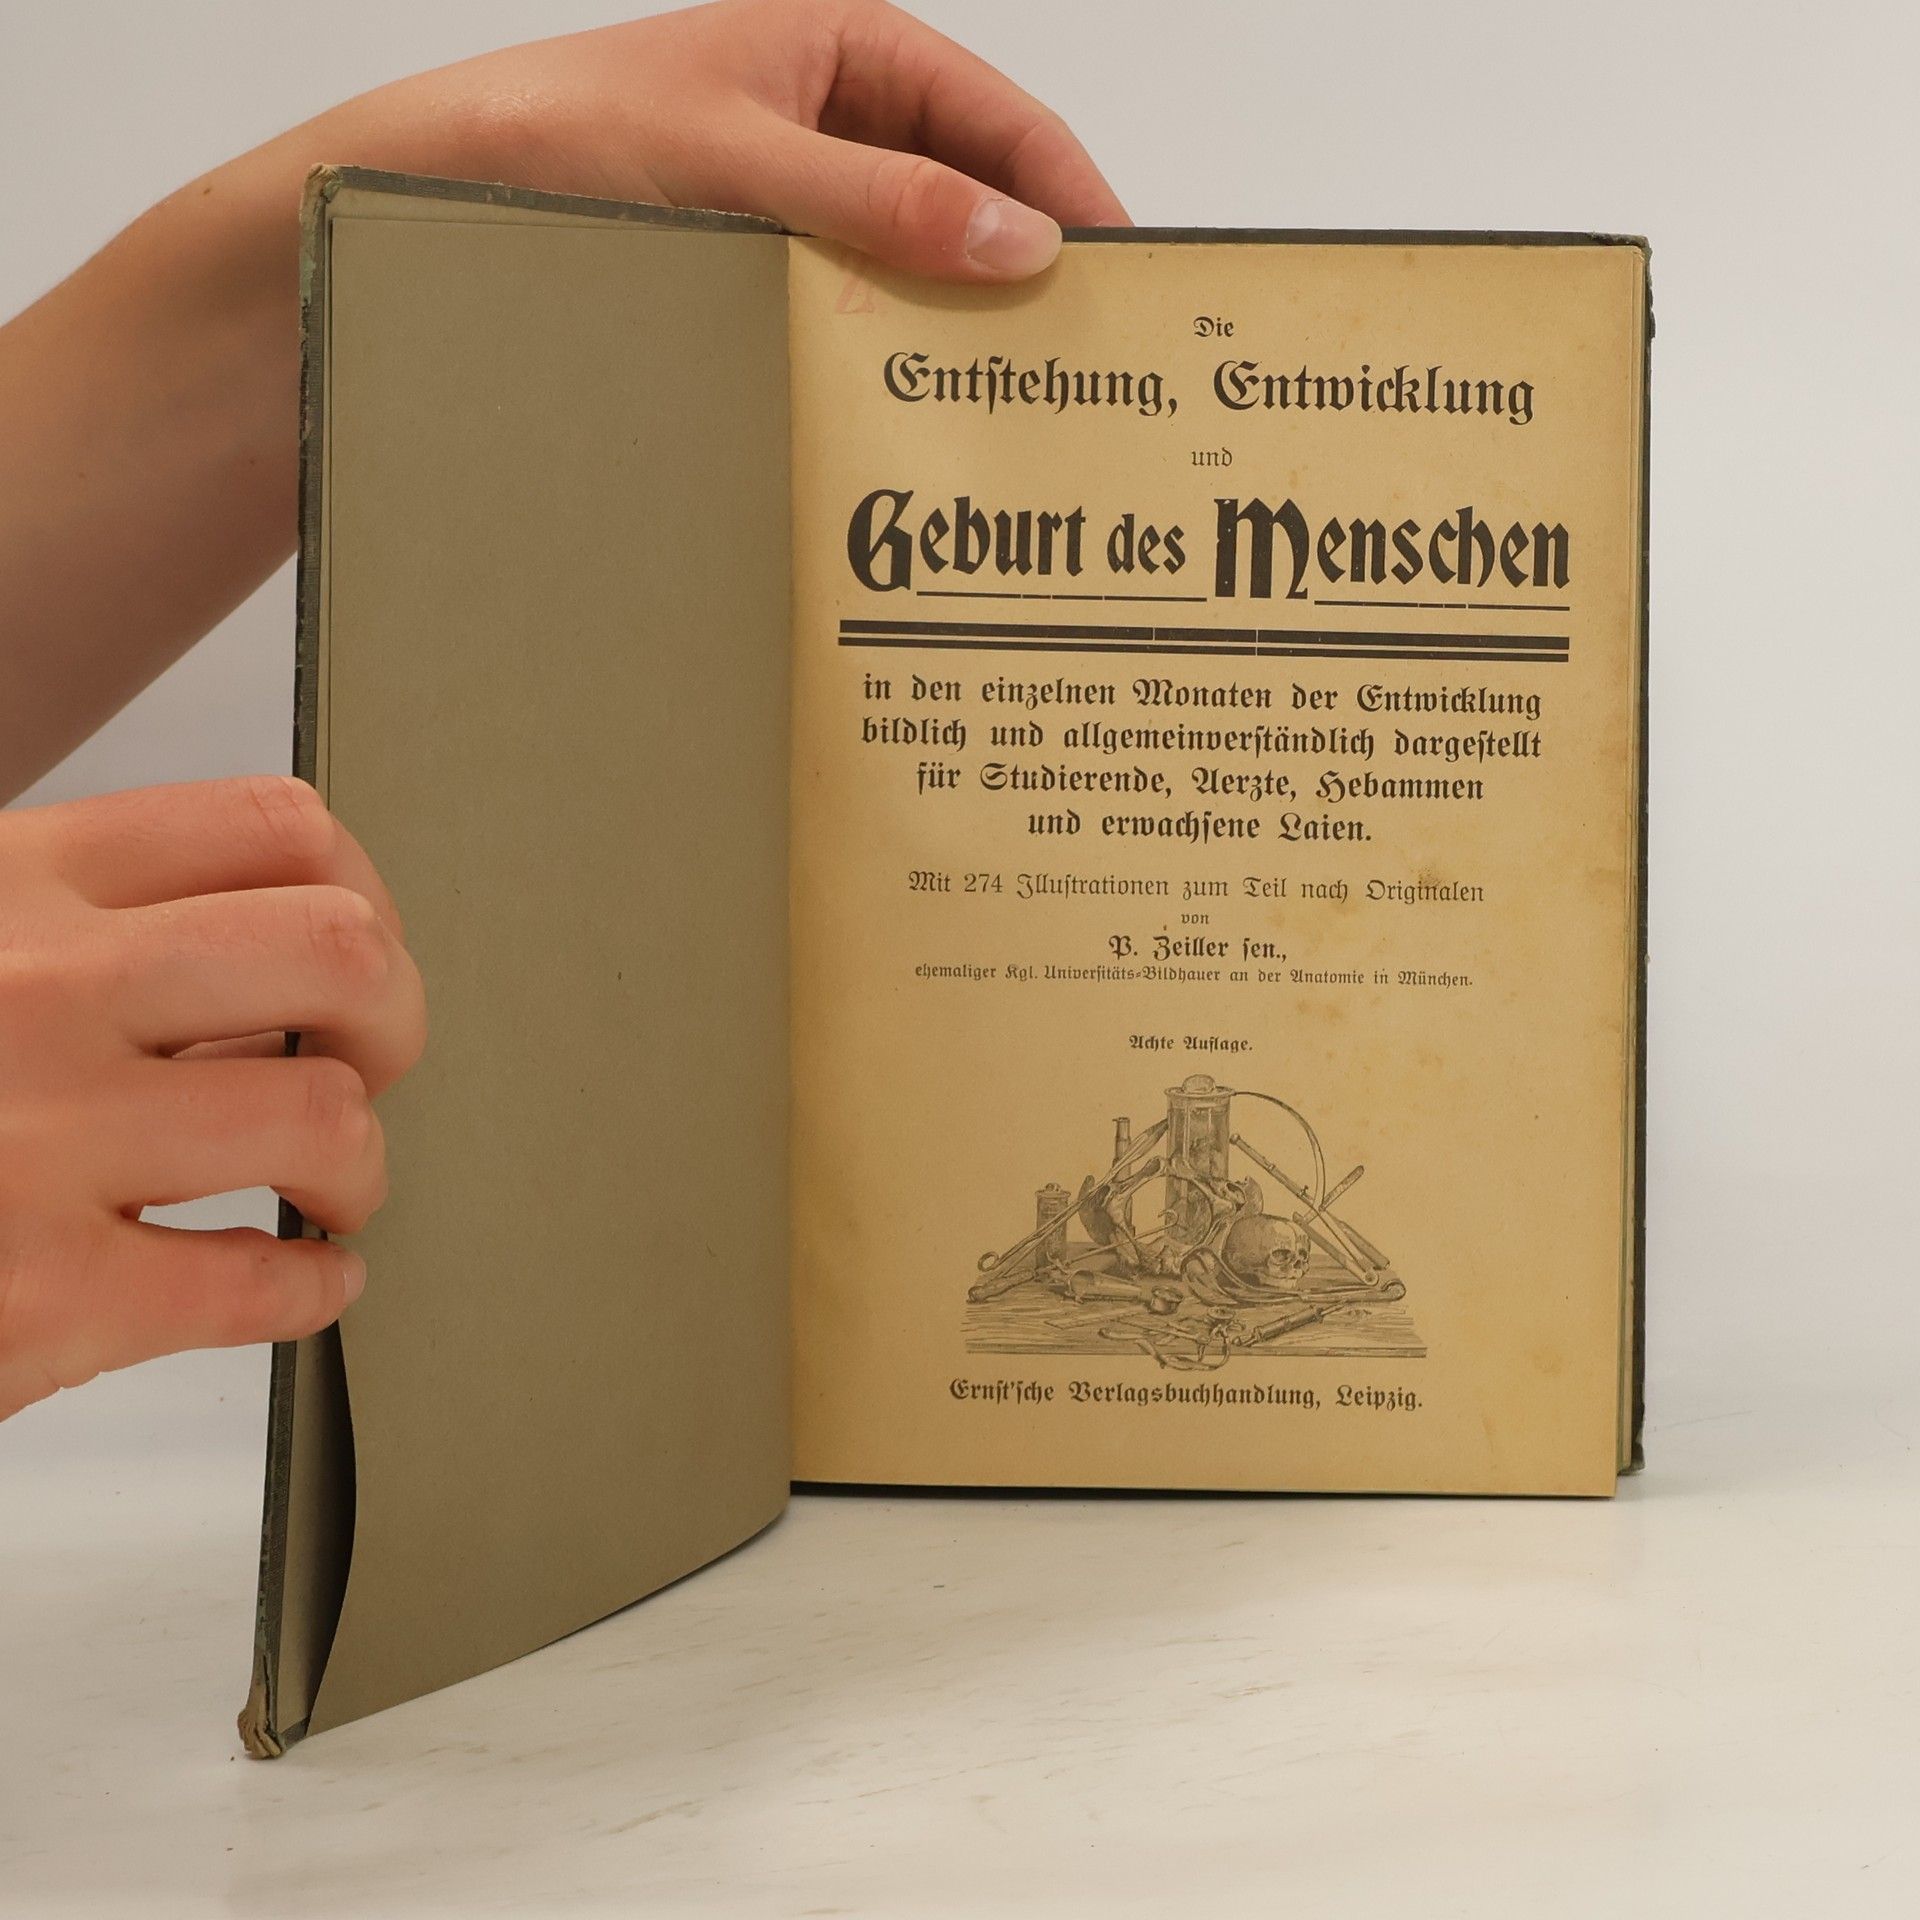 Die
Entſtehung, Entwicklung
und
Geburt des Menschen
in den einzelnen Monaten der Entwicklung
bildlich und allgemeinverſtändlich dargeſtellt
für Studierende, Aerzte, Hebammen
und erwachſene Laien.
Mit 274 Illuſtrationen zum Teil nach Originalen
von
P. Zeiller ſen.,
ehemaliger Kgl. Univerſitäts-Bildhauer an der Anatomie in München.
Achte Auflage.
Ernſt'ſche Verlagsbuchhandlung, Leipzig.